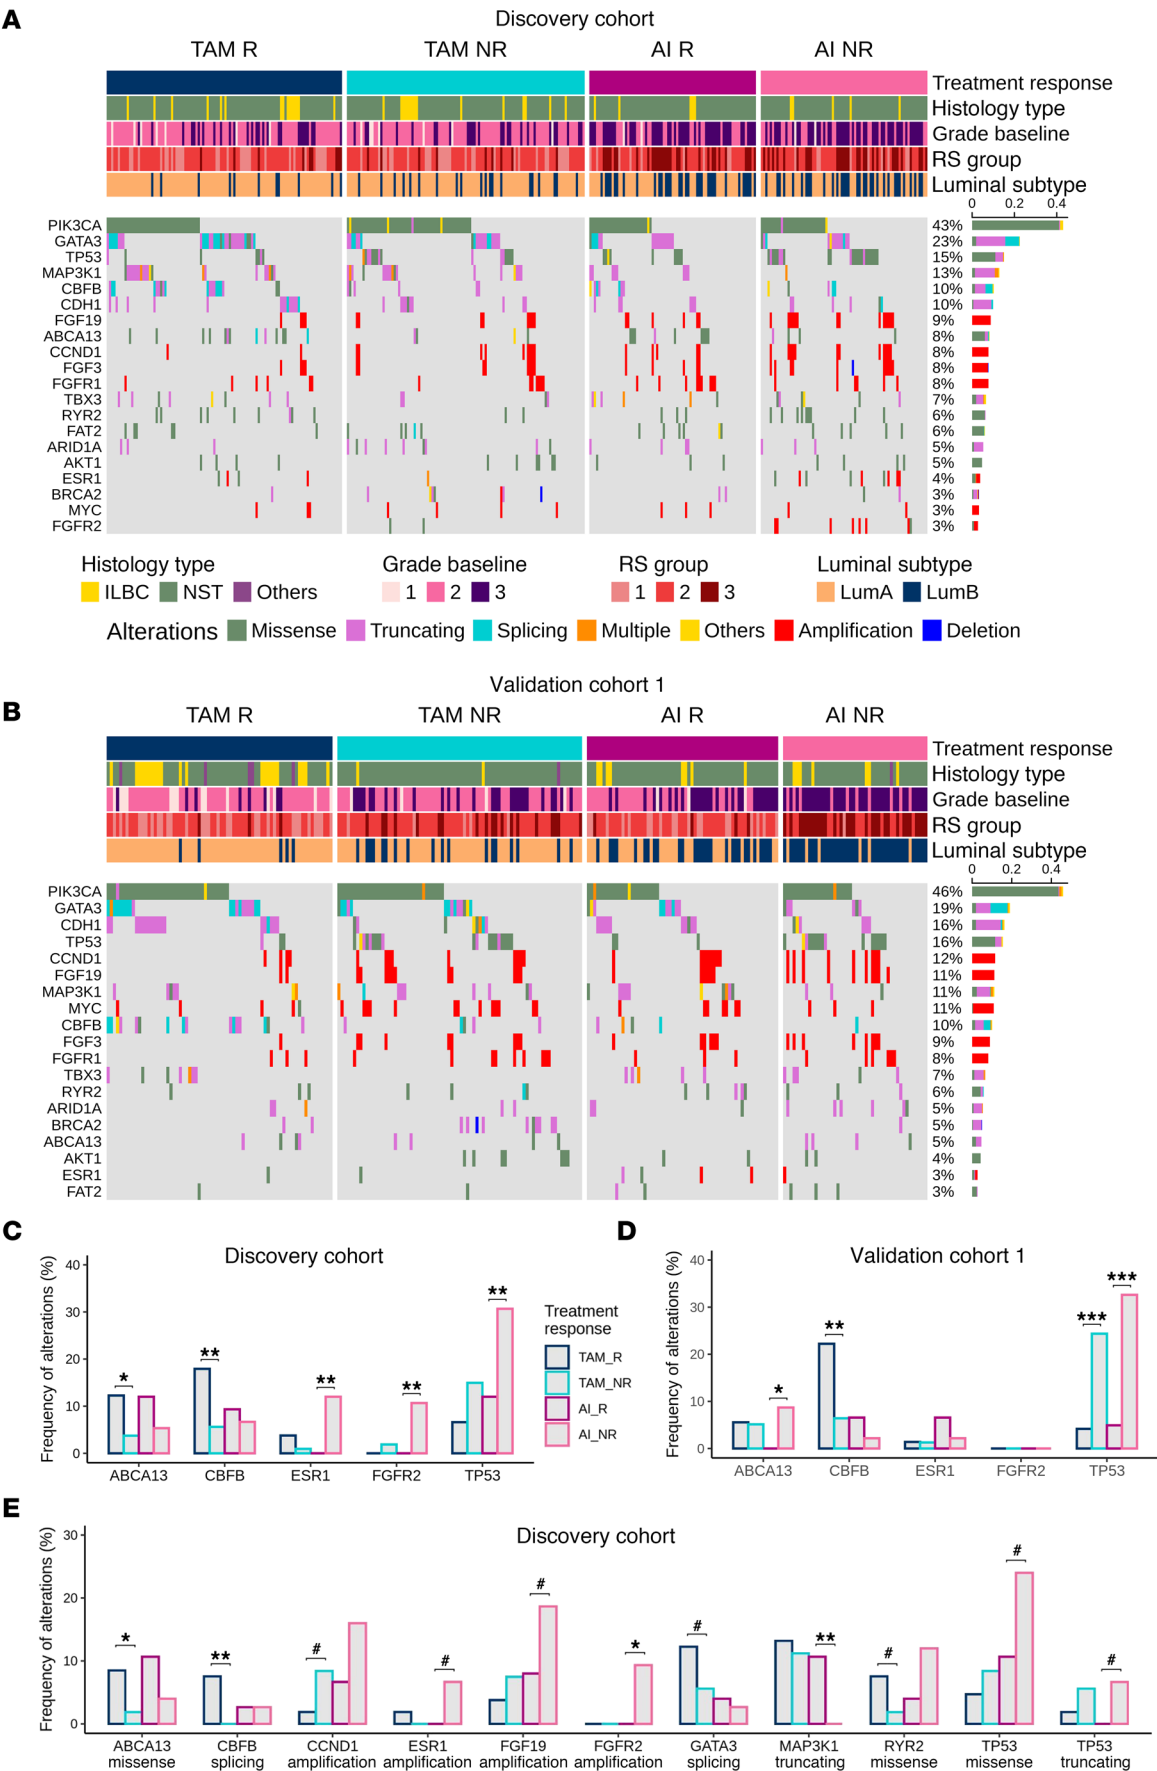 A
Discovery cohort
TAM R TAM NR AI R AI NR
Treatment response
Histology type
Grade baseline
RS group
Luminal subtype
0 0.2 0.4
PIK3CA 43%
GATA3 23%
TP53 15%
MAP3K1 13%
CBFB 10%
CDH1 10%
FGF19 9%
ABCA13 8%
CCND1 8%
FGF3 8%
FGFR1 8%
TBX3 7%
RYR2 6%
FAT2 6%
ARID1A 5%
AKT1 5%
ESR1 4%
BRCA2 3%
MYC 3%
FGFR2 3%
Histology type Grade baseline RS group Luminal subtype
ILBC NST Others 1 2 3 1 2 3 LumA LumB
Alterations Missense Truncating Splicing Multiple Others Amplification Deletion
Validation cohort 1
B
TAM R TAM NR AI R AI NR
Treatment response
Histology type
Grade baseline
RS group
Luminal subtype
0 0.2 0.4
PIK3CA 46%
GATA3 19%
CDH1 16%
TP53 16%
CCND1 12%
FGF19 11%
MAP3K1 11%
MYC 11%
CBFB 10%
FGF3 9%
FGFR1 8%
TBX3 7%
RYR2 6%
ARID1A 5%
BRCA2 5%
ABCA13 5%
AKT1 4%
ESR1 3%
FAT2 3%
C
Discovery cohort
Frequency of alterations (%)
40
30
20
10
0
* ** ** ** **
ABCA13 CBFB ESR1 FGFR2 TP53
Treatment
response
TAM_R
TAM_NR
AI_R
AI_NR
D
Validation cohort 1
Frequency of alterations (%)
40
30
20
10
0
* ** *** ***
ABCA13 CBFB ESR1 FGFR2 TP53
E
Discovery cohort
Frequency of alterations (%)
30
20
10
0
* ** # # # * # ** # # #
ABCA13 CBFB CCND1 ESR1 FGF19 FGFR2 GATA3 MAP3K1 RYR2 TP53 TP53
missense splicing amplification amplification amplification amplification splicing truncating missense missense truncating